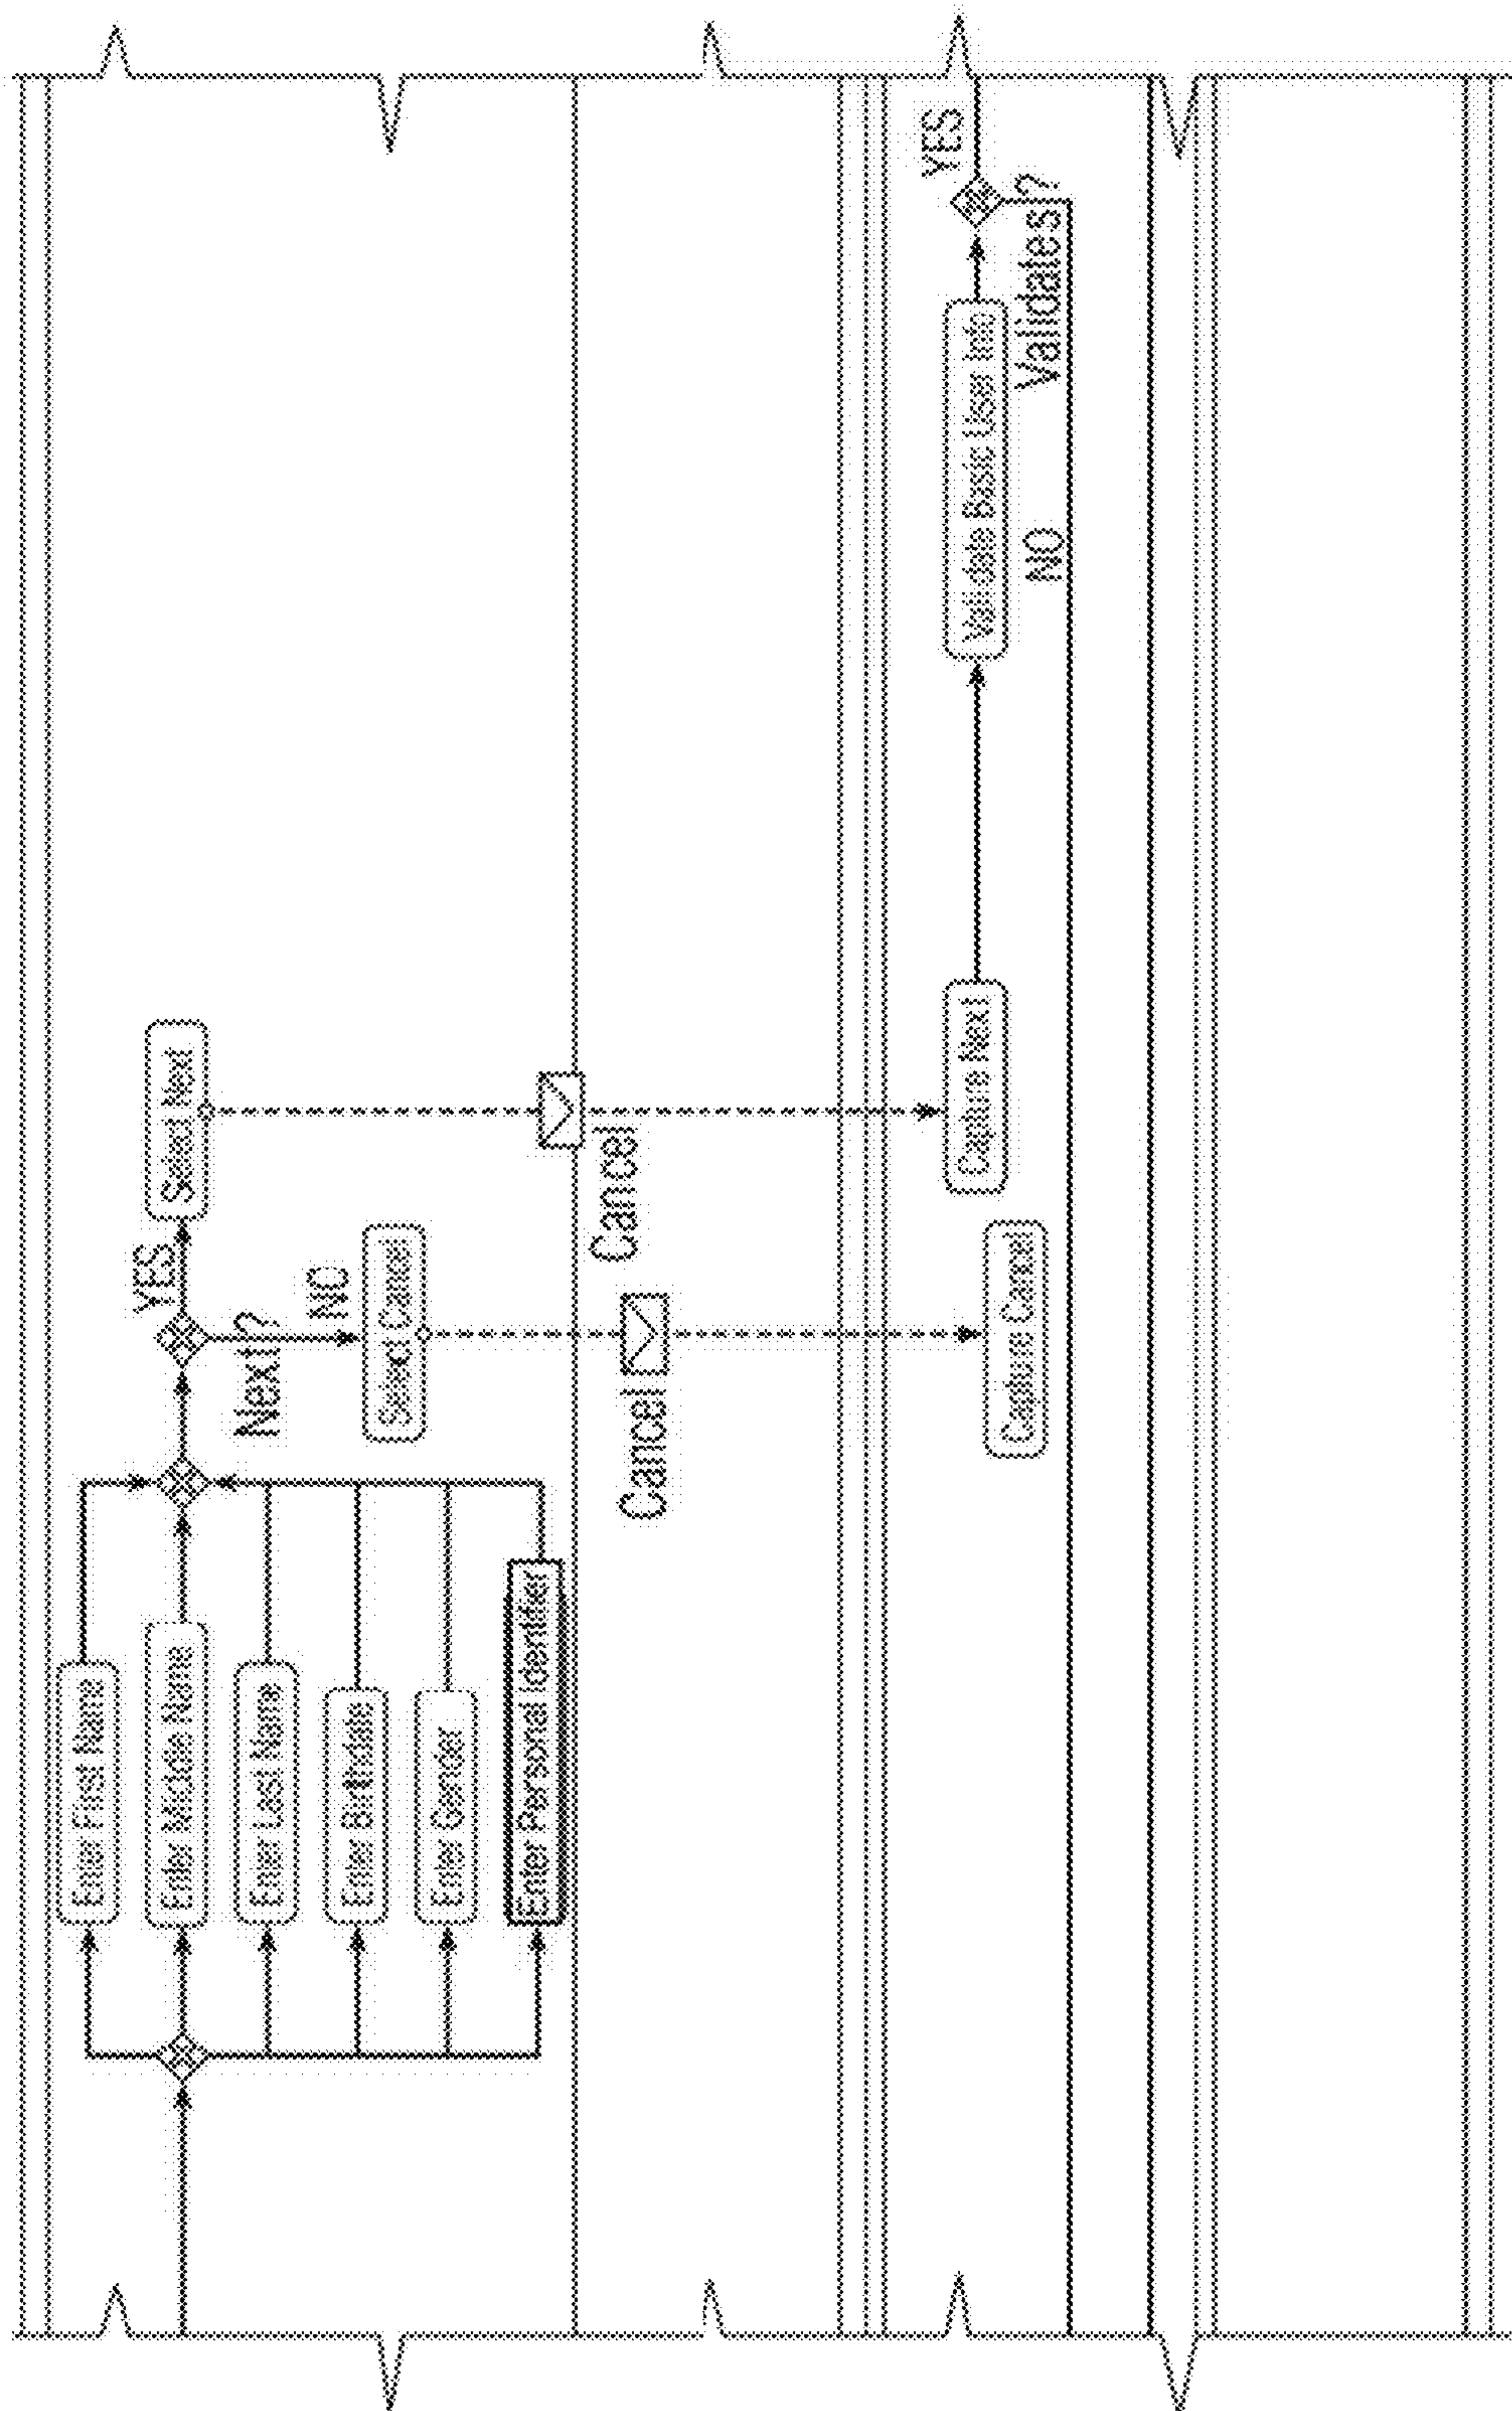 Enter First Name
Enter Middle Name
Enter Last Name
Enter Birthdate
Enter Gender
Enter Personal Identifier
Next?
YES
NO
Select Next
Select Cancel
Cancel
Cancel
Capture Cancel
Capture Next
Validate Basic User Info
Validates?
YES
NO